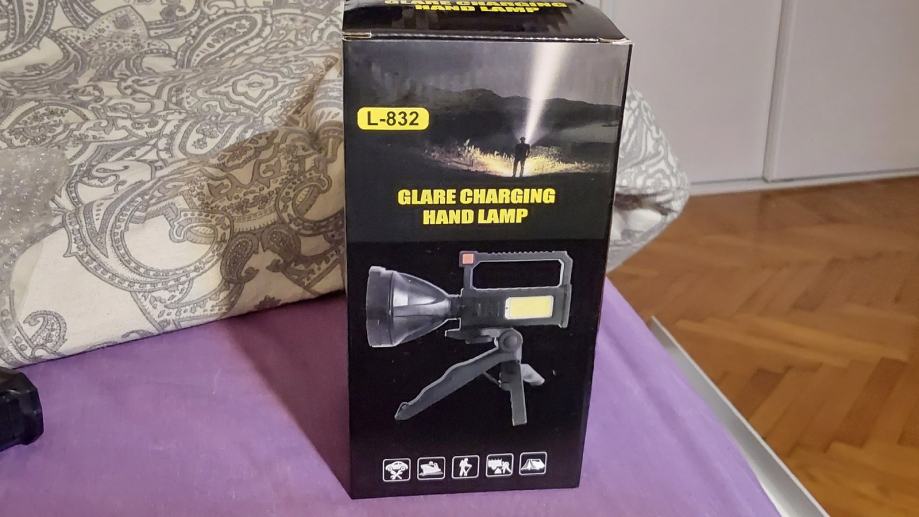 GLARE CHARGING
HAND LAMP
L-832
GLARE CHARGING
HAND LAMP